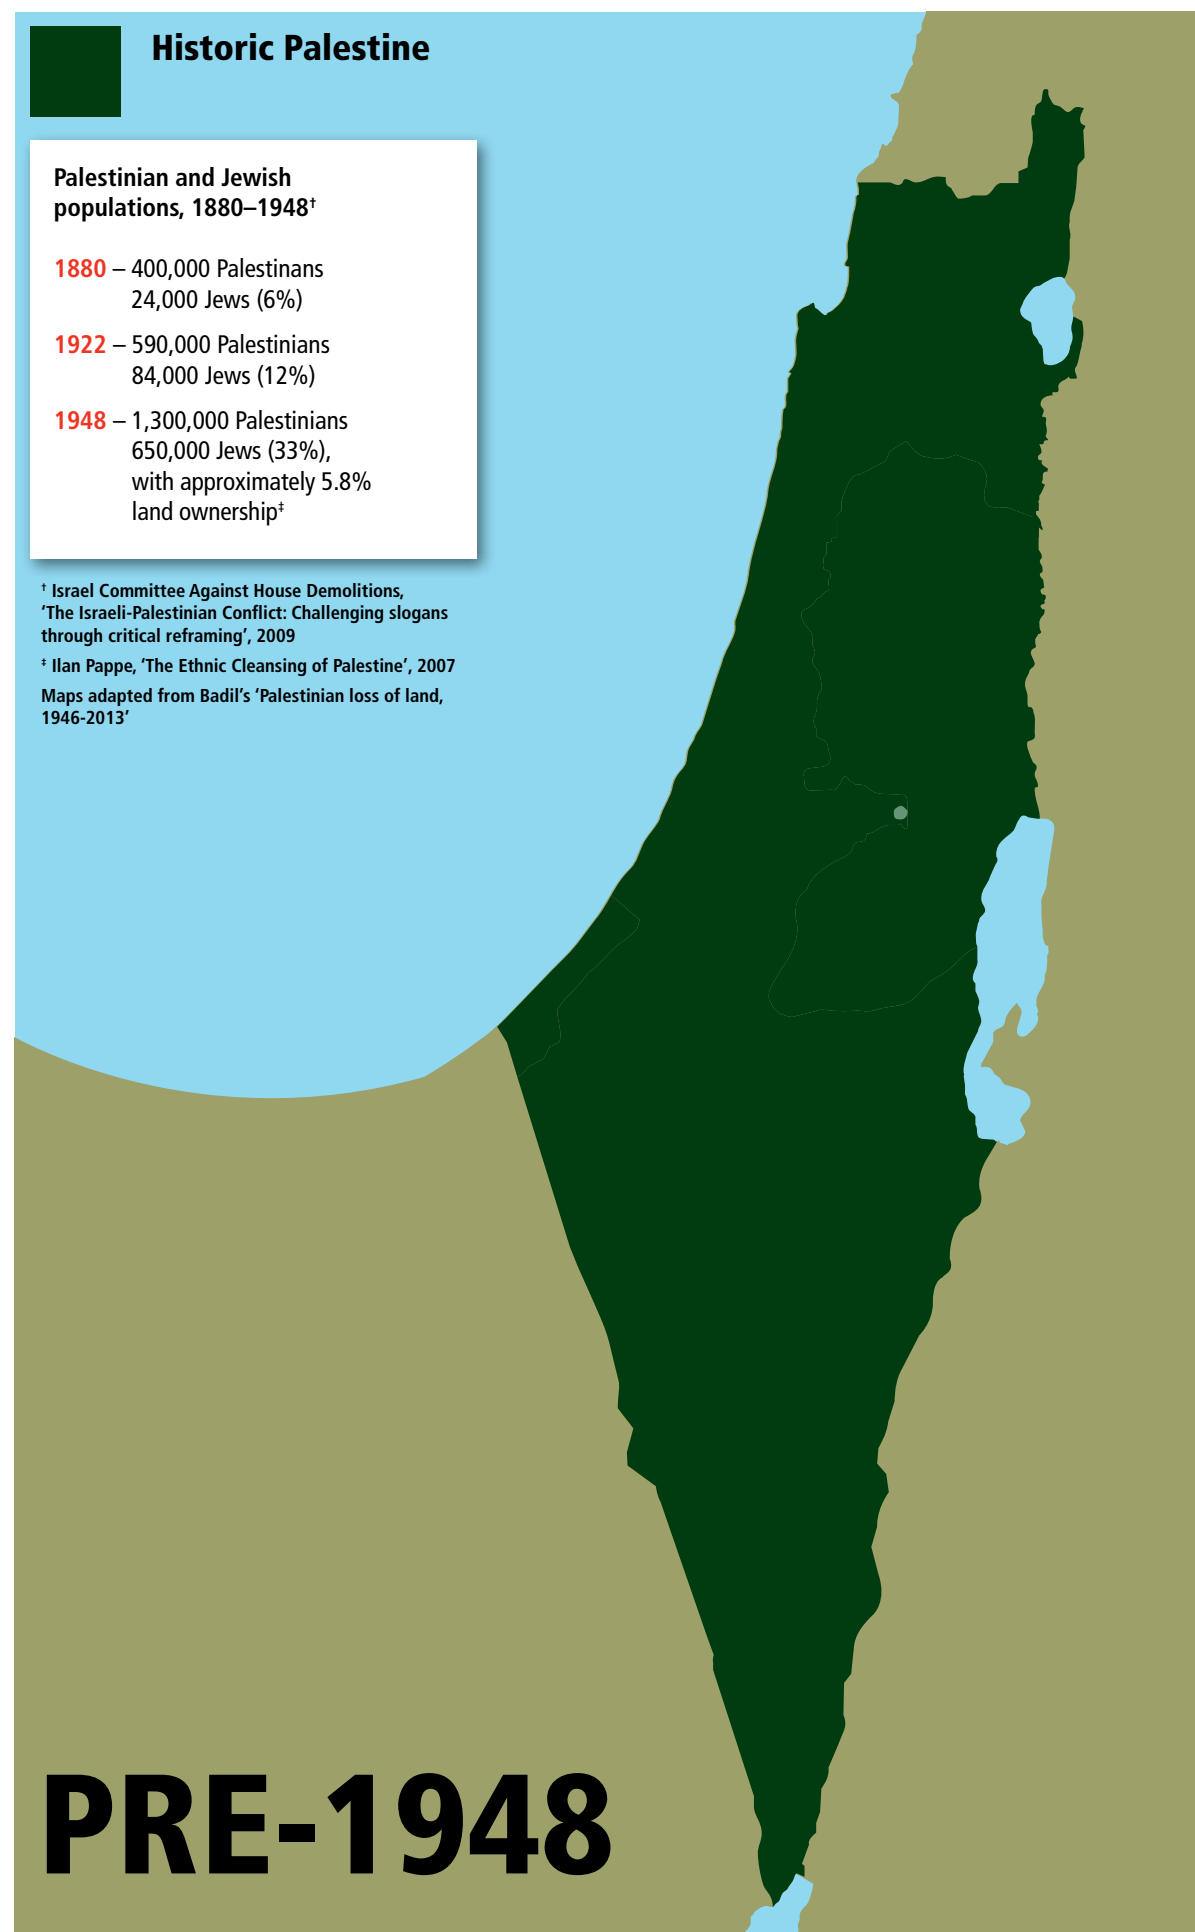 Historic Palestine
Palestinian and Jewish
populations, 1880–1948†
1880 – 400,000 Palestinans
24,000 Jews (6%)
1922 – 590,000 Palestinians
84,000 Jews (12%)
1948 – 1,300,000 Palestinians
650,000 Jews (33%),
with approximately 5.8%
land ownership‡
† Israel Committee Against House Demolitions,
‘The Israeli-Palestinian Conflict: Challenging slogans
through critical reframing’, 2009
‡ Ilan Pappe, ‘The Ethnic Cleansing of Palestine’, 2007
Maps adapted from Badil’s ‘Palestinian loss of land,
1946-2013’
PRE-1948